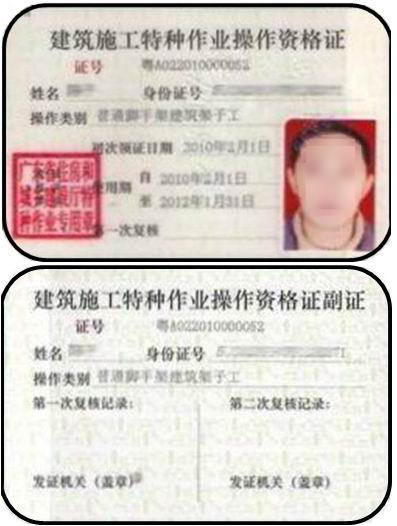 建筑施工特种作业操作资格证
证号 粤A022010000052
姓名 身份证号
操作类别 普通脚手架建筑架子工
初次领证日期 2010年2月1日
使用期 自 2010年2月1日
至 2012年1月31日
第一次复核
广东省住房和
城乡建设厅特
种作业专用章
建筑施工特种作业操作资格证副证
证号 粤A022010000052
姓名 身份证号
操作类别 普通脚手架建筑架子工
第一次复核记录: 第二次复核记录:
发证机关（盖章） 发证机关（盖章）